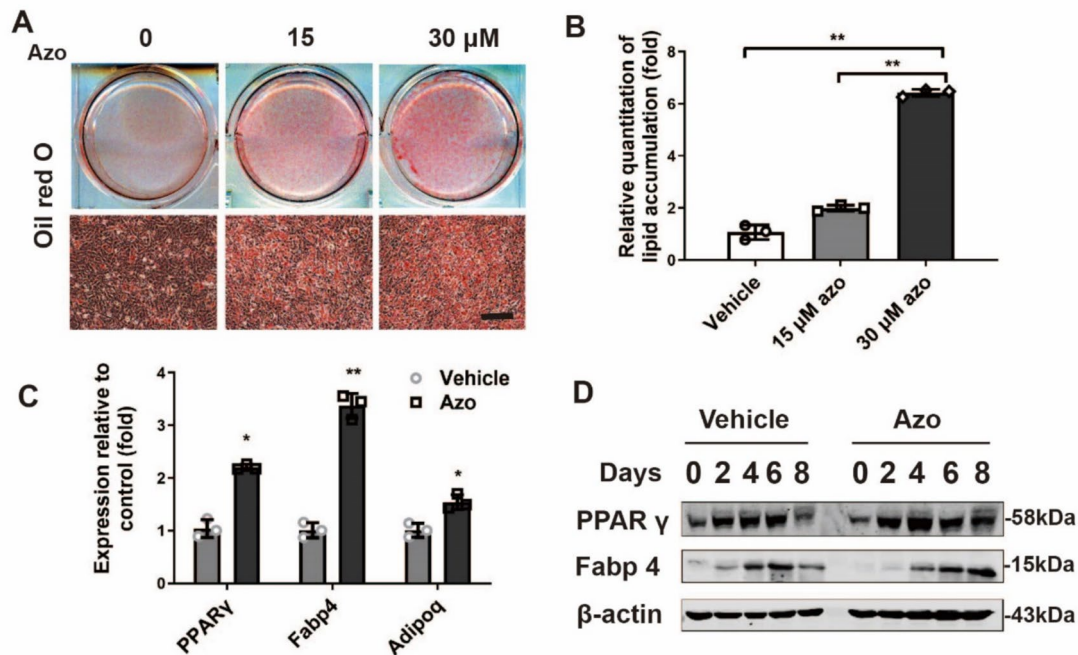 A
Azo 0 15 30 μM
Oil red O
B
Relative quantitation of
lipid accumulation (fold)
8
6
4
2
0
**
**
Vehicle
15 μM azo
30 μM azo
C
Expression relative to
control (fold)
4
3
2
1
0
Vehicle
Azo
*
**
*
PPARγ
Fabp4
Adipoq
D
Vehicle Azo
Days 0 2 4 6 8 0 2 4 6 8
PPAR γ -58kDa
Fabp 4 -15kDa
β-actin -43kDa